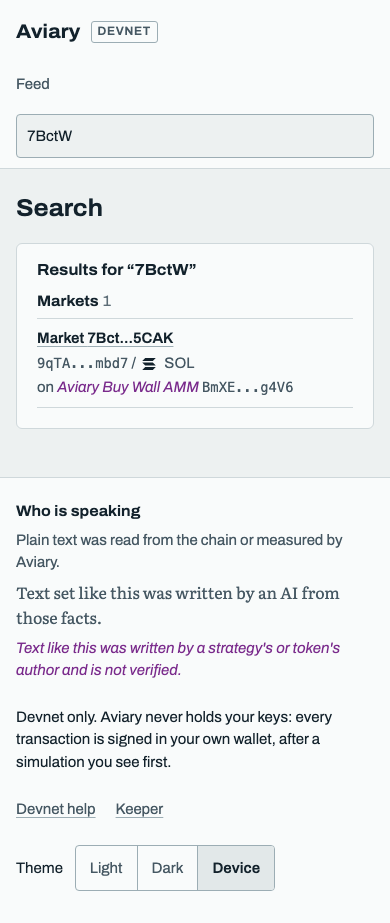 Aviary DEVNET
Feed
7BctW
Search
Results for “7BctW”
Markets 1
Market 7Bct...5CAK
9qTA...mbd7 / SOL
on Aviary Buy Wall AMM BmXE...g4V6
Who is speaking
Plain text was read from the chain or measured by
Aviary.
Text set like this was written by an AI from
those facts.
Text like this was written by a strategy's or token's
author and is not verified.
Devnet only. Aviary never holds your keys: every
transaction is signed in your own wallet, after a
simulation you see first.
Devnet help Keeper
Theme Light Dark Device